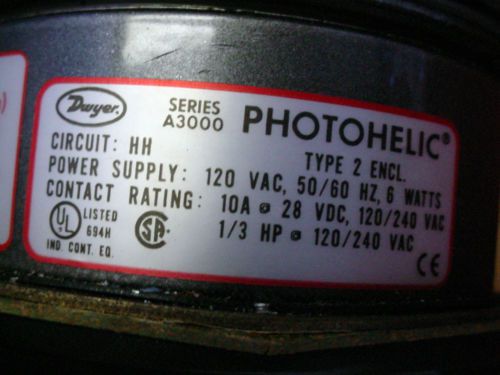 Dwyer.
SERIES A3000
PHOTOHELIC®
TYPE 2 ENCL.
CIRCUIT: HH
POWER SUPPLY: 120 VAC, 50/60 HZ, 6 WATTS
CONTACT RATING: 10A @ 28 VDC, 120/240 VAC
1/3 HP @ 120/240 VAC
UL LISTED
694H
IND. CONT. EQ.
SA
CE